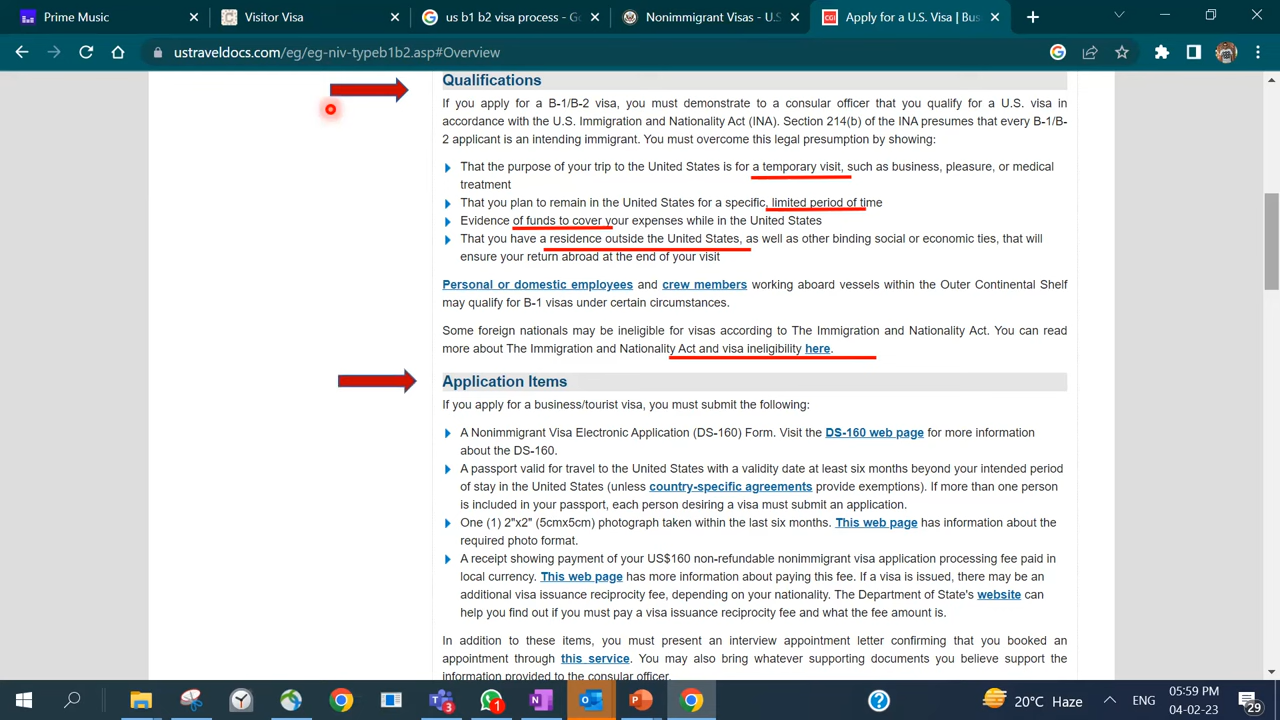 Prime Music
Visitor Visa
us b1 b2 visa process - Go
Nonimmigrant Visas - U.S
Apply for a U.S. Visa | Bus
ustraveldocs.com/eg/eg-niv-typeb1b2.asp#Overview
Qualifications
If you apply for a B-1/B-2 visa, you must demonstrate to a consular officer that you qualify for a U.S. visa in
accordance with the U.S. Immigration and Nationality Act (INA). Section 214(b) of the INA presumes that every B-1/B-
2 applicant is an intending immigrant. You must overcome this legal presumption by showing:
That the purpose of your trip to the United States is for a temporary visit, such as business, pleasure, or medical
treatment
That you plan to remain in the United States for a specific, limited period of time
Evidence of funds to cover your expenses while in the United States
That you have a residence outside the United States, as well as other binding social or economic ties, that will
ensure your return abroad at the end of your visit
Personal or domestic employees and crew members working aboard vessels within the Outer Continental Shelf
may qualify for B-1 visas under certain circumstances.
Some foreign nationals may be ineligible for visas according to The Immigration and Nationality Act. You can read
more about The Immigration and Nationality Act and visa ineligibility here.
Application Items
If you apply for a business/tourist visa, you must submit the following:
A Nonimmigrant Visa Electronic Application (DS-160) Form. Visit the DS-160 web page for more information
about the DS-160.
A passport valid for travel to the United States with a validity date at least six months beyond your intended period
of stay in the United States (unless country-specific agreements provide exemptions). If more than one person
is included in your passport, each person desiring a visa must submit an application.
One (1) 2"x2" (5cmx5cm) photograph taken within the last six months. This web page has information about the
required photo format.
A receipt showing payment of your US$160 non-refundable nonimmigrant visa application processing fee paid in
local currency. This web page has more information about paying this fee. If a visa is issued, there may be an
additional visa issuance reciprocity fee, depending on your nationality. The Department of State's website can
help you find out if you must pay a visa issuance reciprocity fee and what the fee amount is.
In addition to these items, you must present an interview appointment letter confirming that you booked an
appointment through this service. You may also bring whatever supporting documents you believe support the
information provided to the consular officer.
20°C Haze
ENG
05:59 PM
04-02-23
29